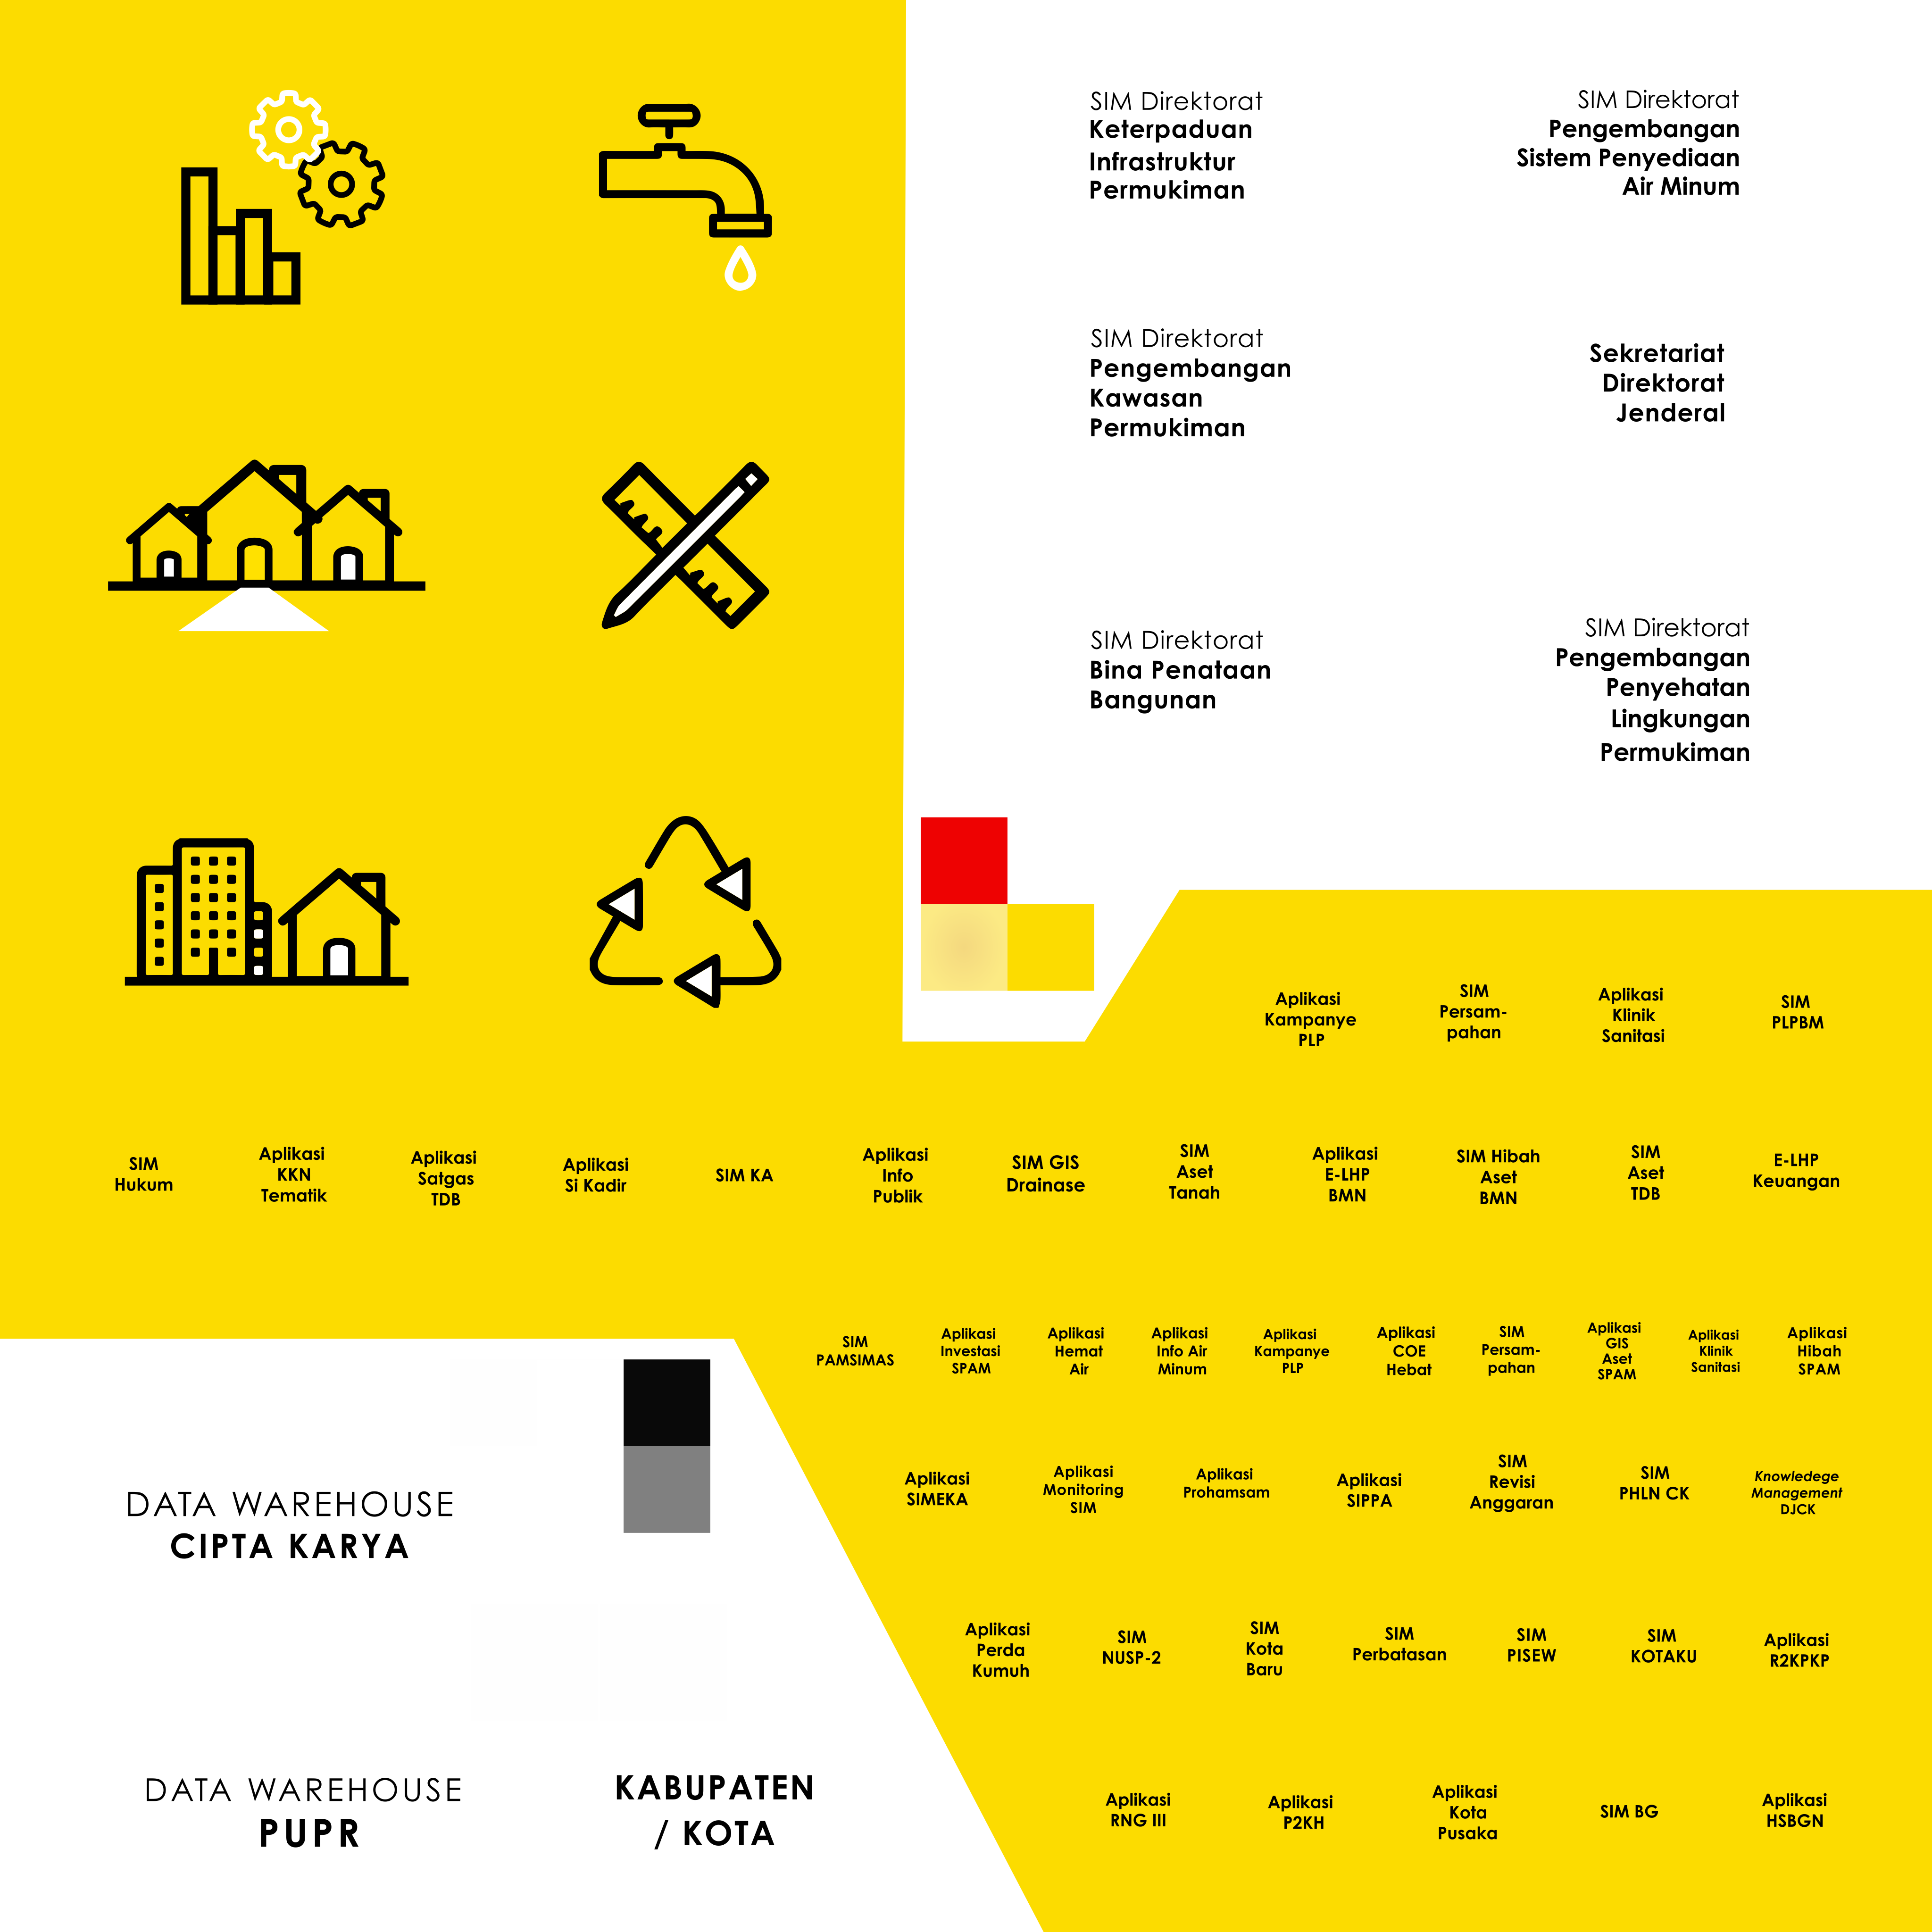 SIM Direktorat
Keterpaduan
Infrastruktur
Permukiman
SIM Direktorat
Pengembangan
Sistem Penyediaan
Air Minum
SIM Direktorat
Pengembangan
Kawasan
Permukiman
Sekretariat
Direktorat
Jenderal
SIM Direktorat
Bina Penataan
Bangunan
SIM Direktorat
Pengembangan
Penyehatan
Lingkungan
Permukiman
Aplikasi
Kampanye
PLP
SIM
Persam-
pahan
Aplikasi
Klinik
Sanitasi
SIM
PLPBM
SIM
Hukum
Aplikasi
KKN
Tematik
Aplikasi
Satgas
TDB
Aplikasi
Si Kadir
SIM KA
Aplikasi
Info
Publik
SIM GIS
Drainase
SIM
Aset
Tanah
Aplikasi
E-LHP
BMN
SIM Hibah
Aset
BMN
SIM
Aset
TDB
E-LHP
Keuangan
SIM
PAMSIMAS
Aplikasi
Investasi
SPAM
Aplikasi
Hemat
Air
Aplikasi
Info Air
Minum
Aplikasi
Kampanye
PLP
Aplikasi
COE
Hebat
SIM
Persam-
pahan
Aplikasi
GIS
Aset
SPAM
Aplikasi
Klinik
Sanitasi
Aplikasi
Hibah
SPAM
Aplikasi
SIMEKA
Aplikasi
Monitoring
SIM
Aplikasi
Prohamsam
Aplikasi
SIPPA
SIM
Revisi
Anggaran
SIM
PHLN CK
Knowledege
Management
DJCK
Aplikasi
Perda
Kumuh
SIM
NUSP-2
SIM
Kota
Baru
SIM
Perbatasan
SIM
PISEW
SIM
KOTAKU
Aplikasi
R2KPKP
Aplikasi
RNG III
Aplikasi
P2KH
Aplikasi
Kota
Pusaka
SIM BG
Aplikasi
HSBGN
DATA WAREHOUSE
CIPTA KARYA
DATA WAREHOUSE
PUPR
KABUPATEN
/ KOTA